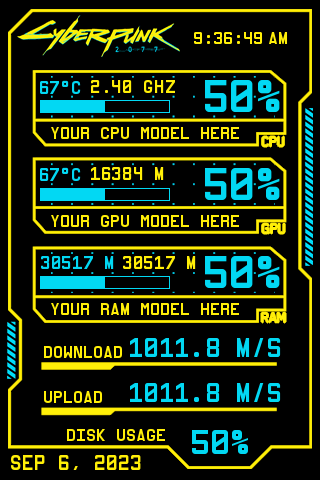 Cyberpunk
2077
9:36:49 AM
67°C 2.40 GHZ
50%
YOUR CPU MODEL HERE
CPU
67°C 16384 M
50%
YOUR GPU MODEL HERE
GPU
30517 M 30517 M
50%
YOUR RAM MODEL HERE
RAM
DOWNLOAD 1011.8 M/S
UPLOAD 1011.8 M/S
DISK USAGE 50%
SEP 6, 2023